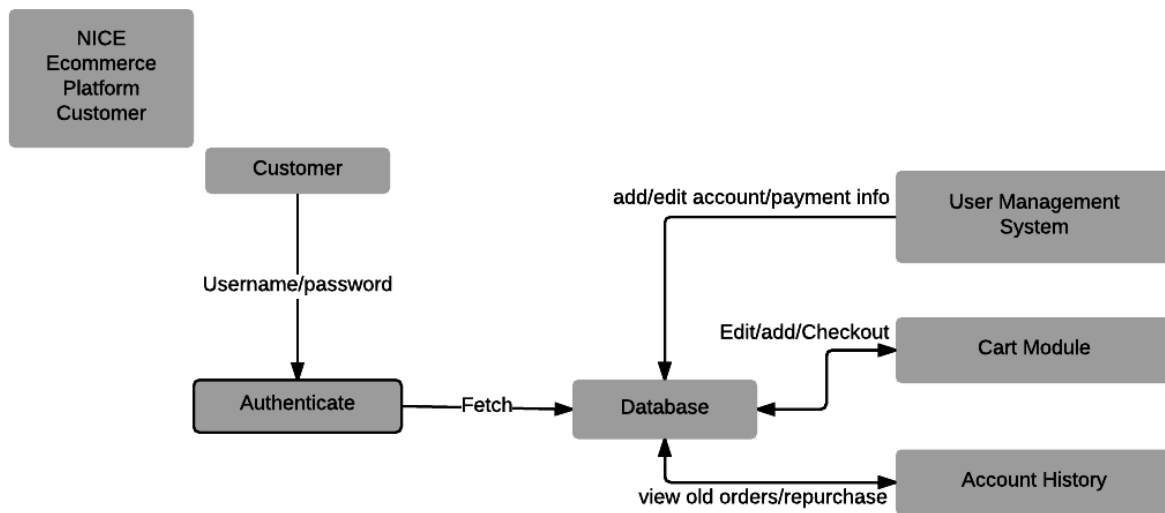 NICE
Ecommerce
Platform
Customer
Customer
add/edit account/payment info
User Management
System
Username/password
Edit/add/Checkout
Cart Module
Authenticate
Fetch
Database
view old orders/repurchase
Account History